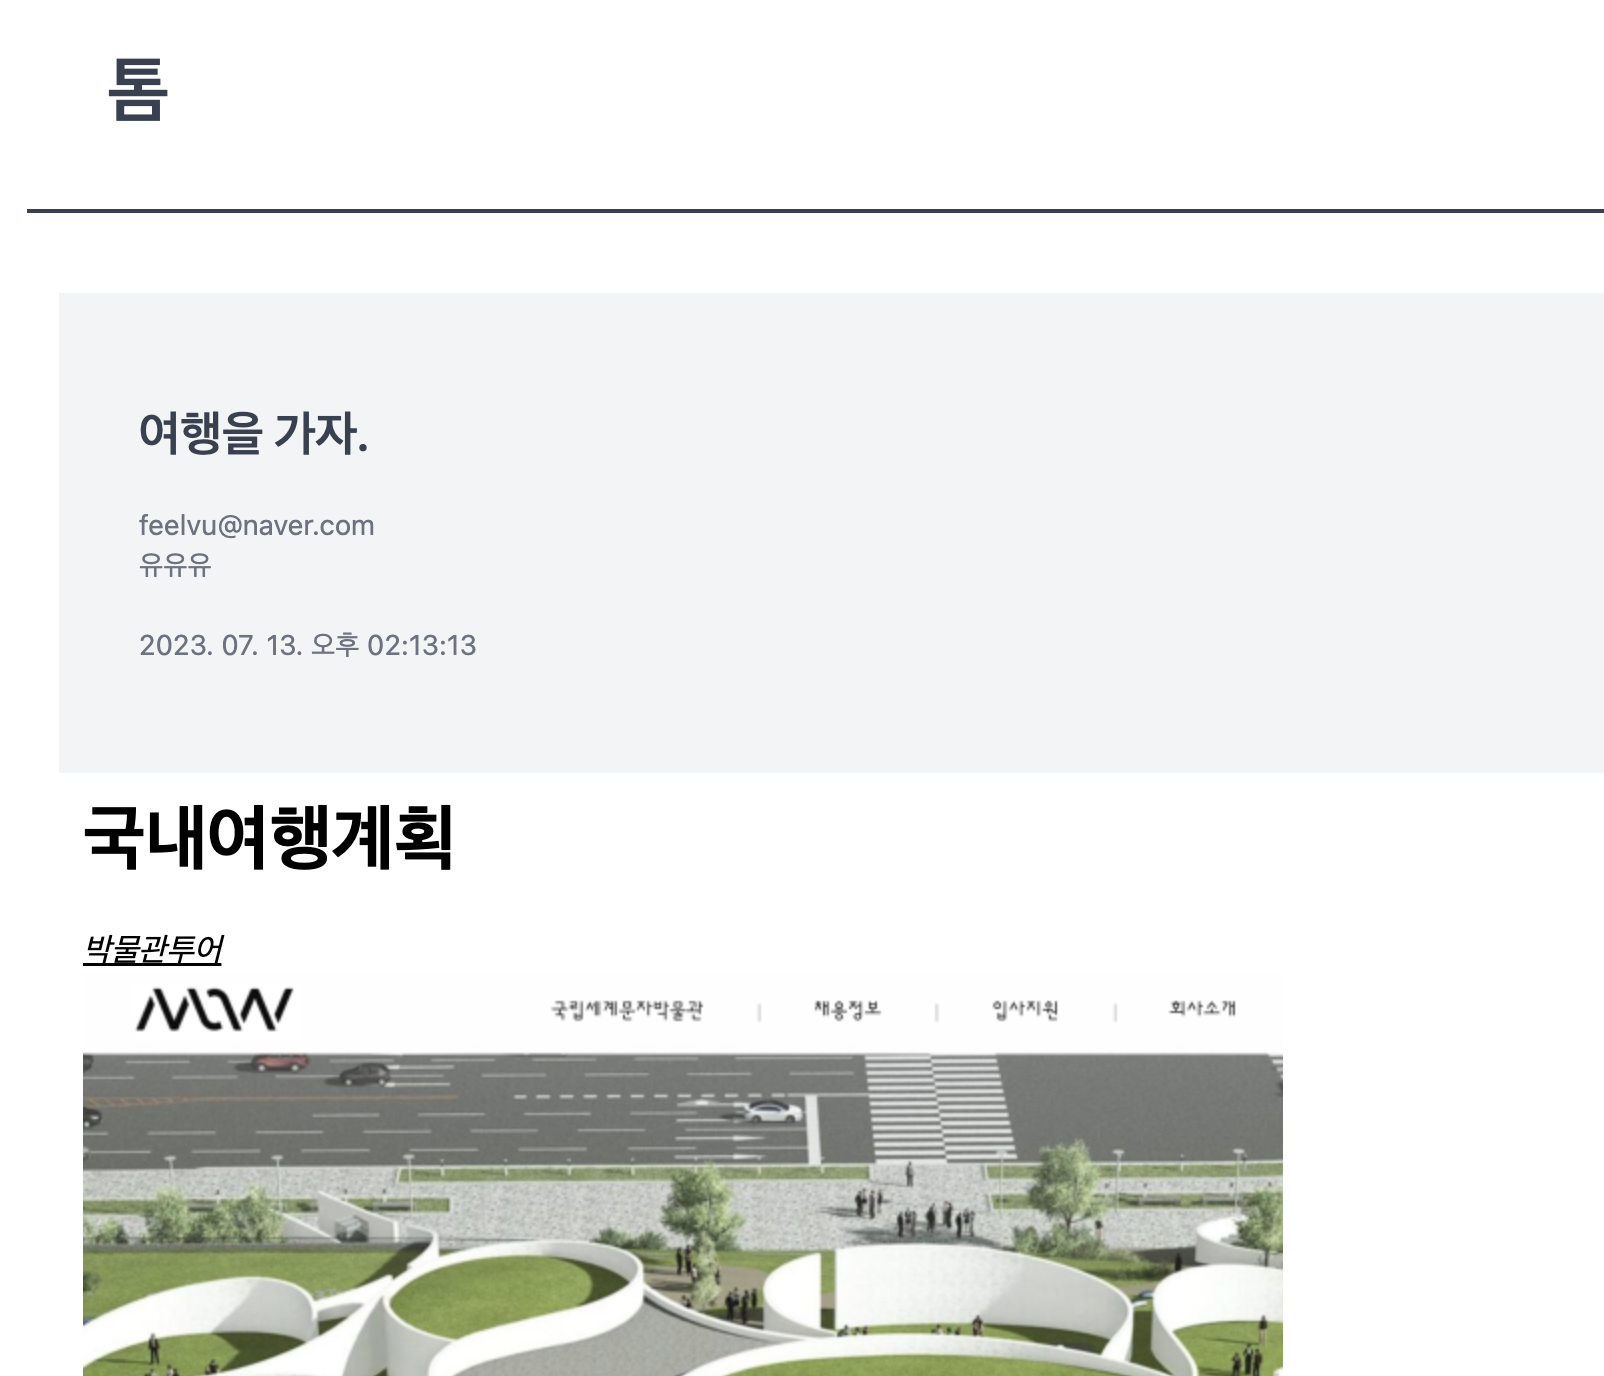 톰
여행을 가자.
feelvu@naver.com
유유유
2023. 07. 13. 오후 02:13:13
국내여행계획
박물관투어
MOW 국립세계문자박물관 | 채용정보 | 입사지원 | 회사소개